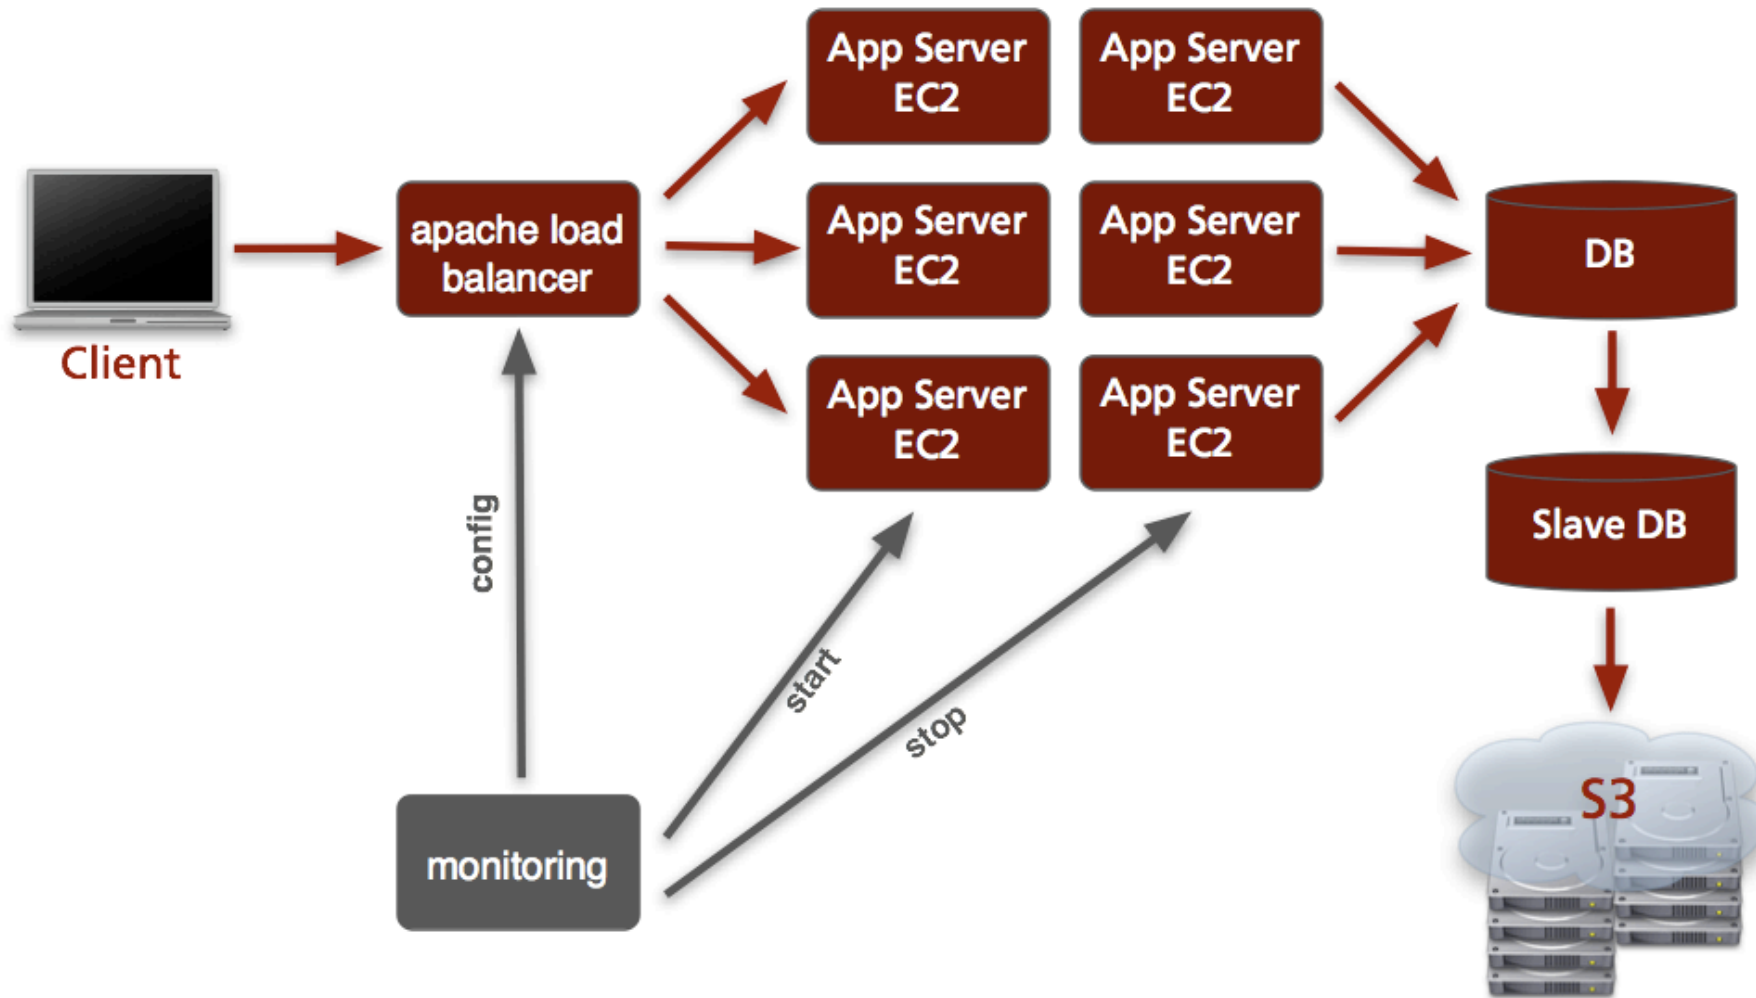 App Server
EC2
App Server
EC2
apache load
balancer
App Server
EC2
App Server
EC2
DB
Client
App Server
EC2
App Server
EC2
config
Slave DB
start
stop
S3
monitoring